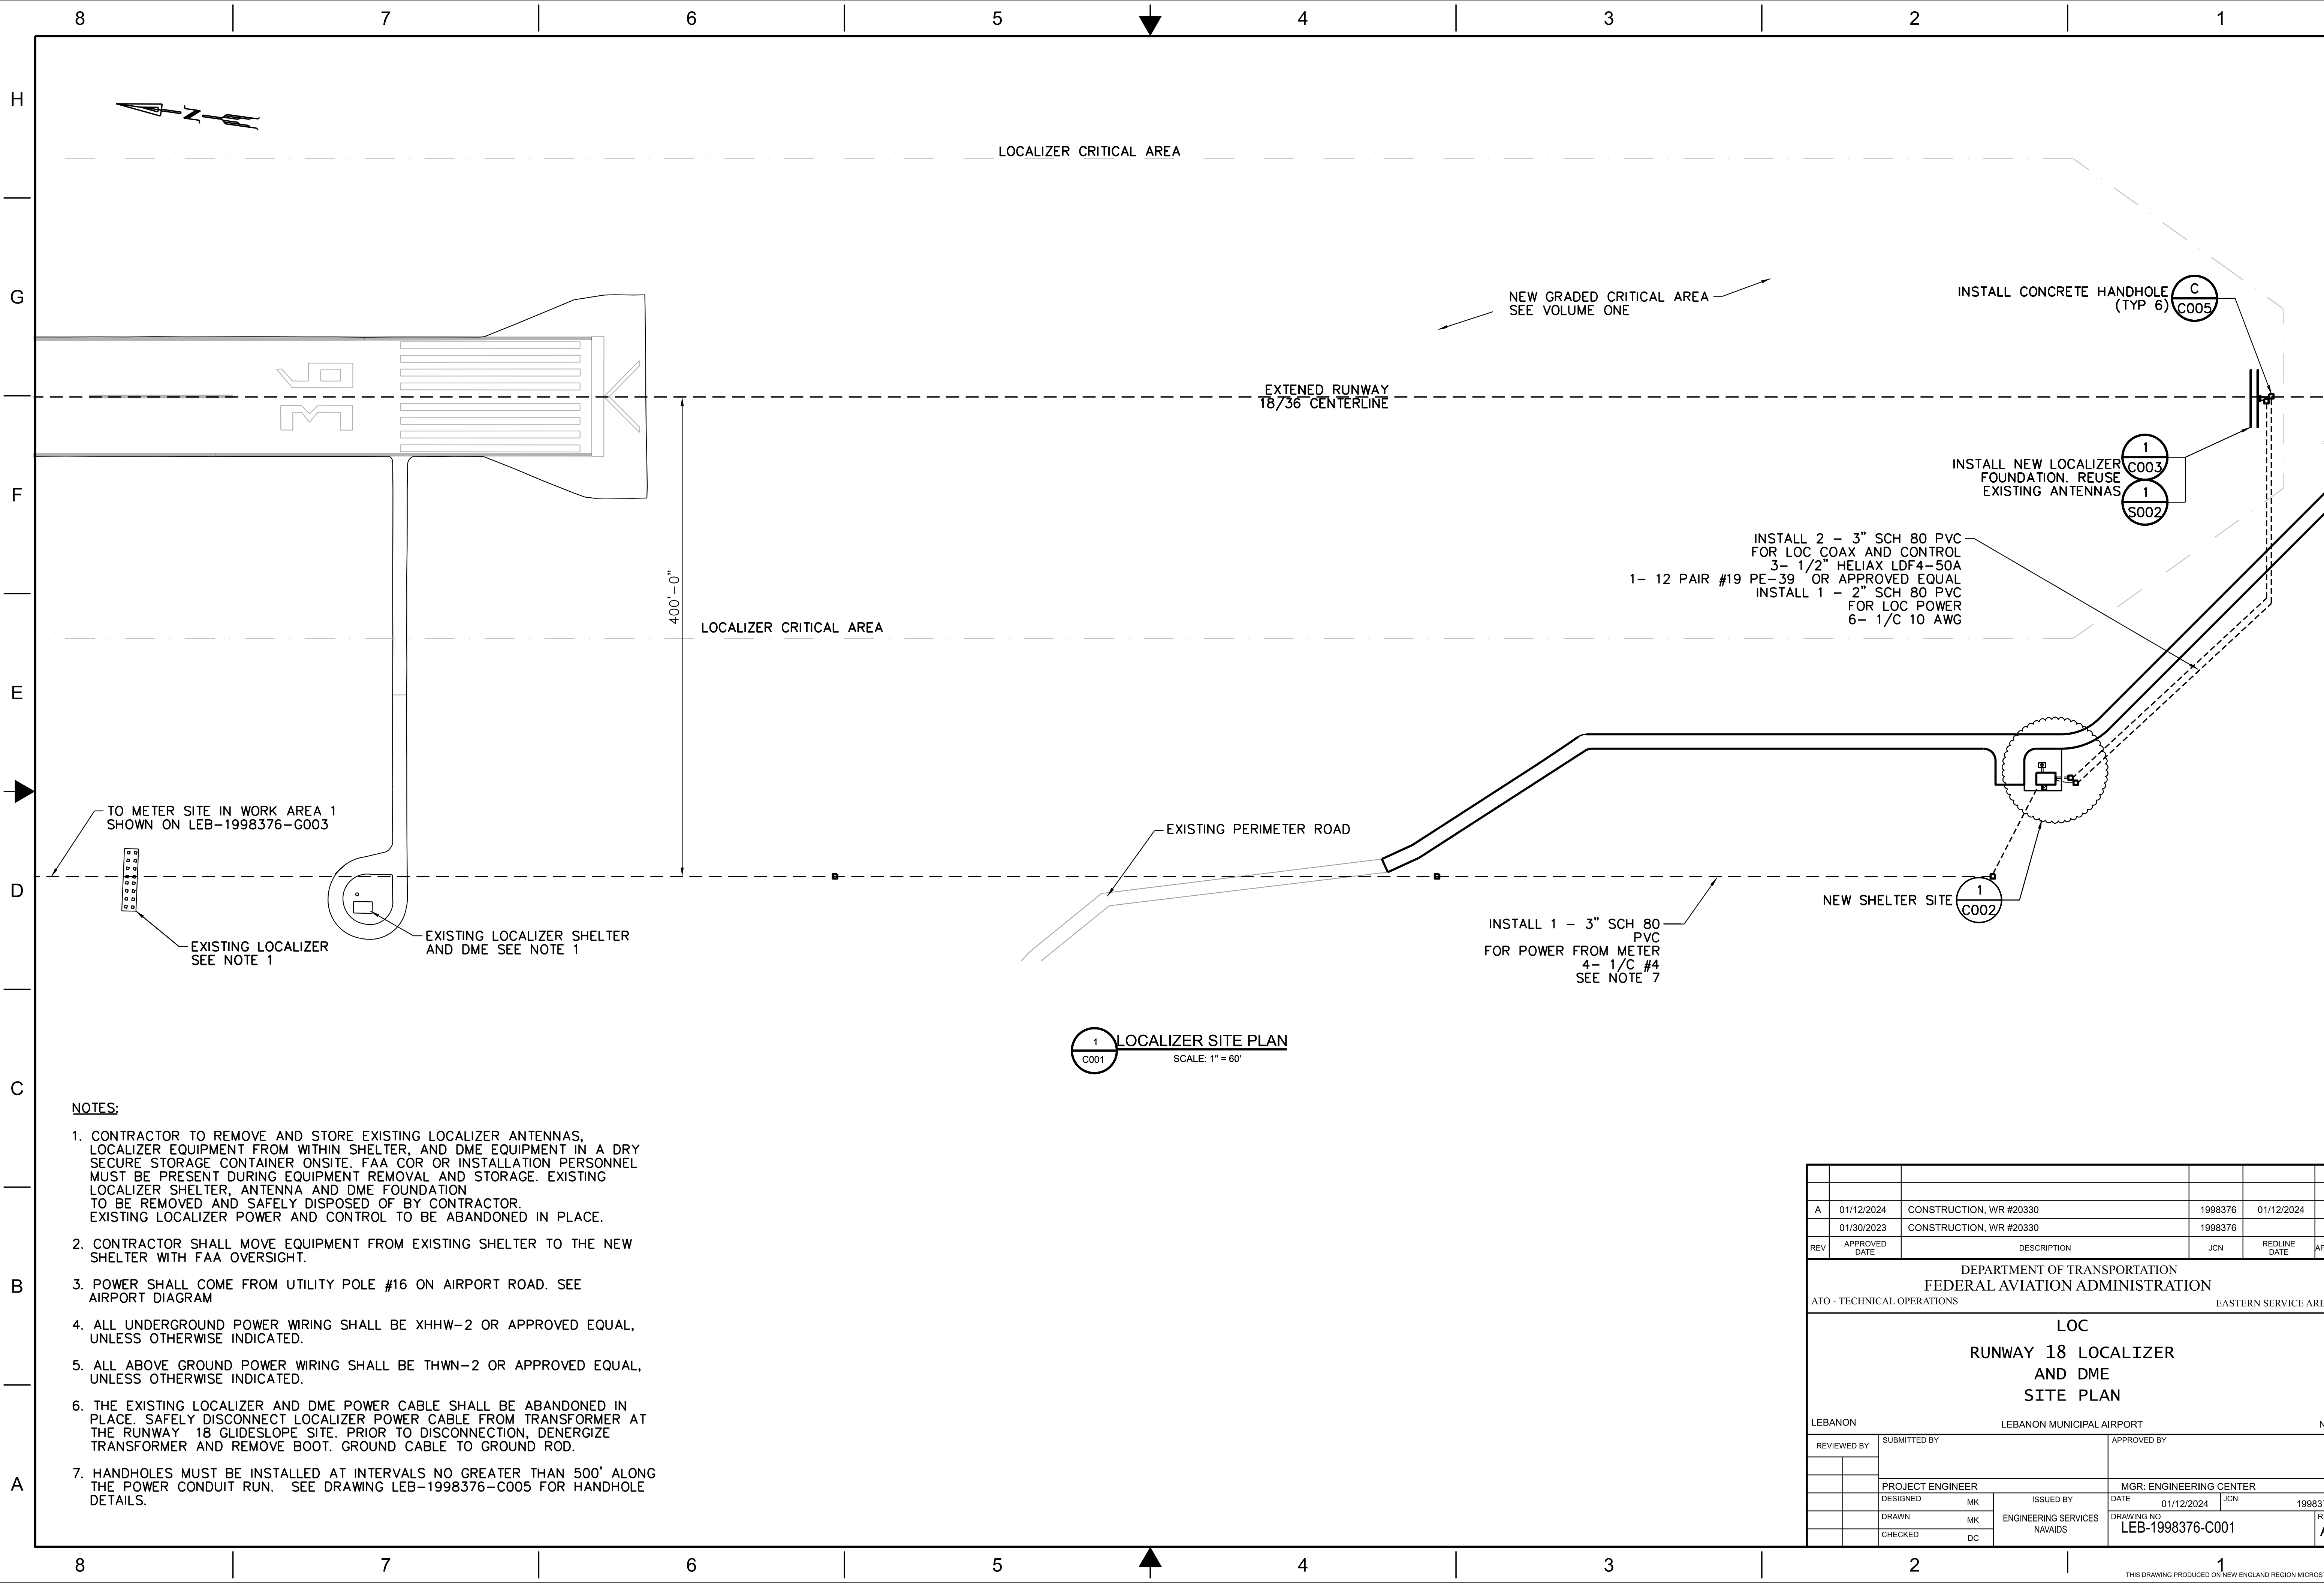 8 7 6 5 4 3 2 1
H
G
F
E
D
C
B
A
N
LOCALIZER CRITICAL AREA
NEW GRADED CRITICAL AREA
SEE VOLUME ONE
INSTALL CONCRETE HANDHOLE
(TYP 6)
C
C005
36
EXTENED RUNWAY
18/36 CENTERLINE
INSTALL NEW LOCALIZER
FOUNDATION. REUSE
EXISTING ANTENNAS
1
C003
1
S002
INSTALL 2 - 3" SCH 80 PVC
FOR LOC COAX AND CONTROL
3- 1/2" HELIAX LDF4-50A
1- 12 PAIR #19 PE-39 OR APPROVED EQUAL
INSTALL 1 - 2" SCH 80 PVC
FOR LOC POWER
6- 1/C 10 AWG
400'-0"
LOCALIZER CRITICAL AREA
TO METER SITE IN WORK AREA 1
SHOWN ON LEB-1998376-G003
EXISTING PERIMETER ROAD
EXISTING LOCALIZER
SEE NOTE 1
EXISTING LOCALIZER SHELTER
AND DME SEE NOTE 1
INSTALL 1 - 3" SCH 80
PVC
FOR POWER FROM METER
4- 1/C #4
SEE NOTE 7
NEW SHELTER SITE
1
C002
1
C001
LOCALIZER SITE PLAN
SCALE: 1" = 60'
NOTES:
1. CONTRACTOR TO REMOVE AND STORE EXISTING LOCALIZER ANTENNAS,
LOCALIZER EQUIPMENT FROM WITHIN SHELTER, AND DME EQUIPMENT IN A DRY
SECURE STORAGE CONTAINER ONSITE. FAA COR OR INSTALLATION PERSONNEL
MUST BE PRESENT DURING EQUIPMENT REMOVAL AND STORAGE. EXISTING
LOCALIZER SHELTER, ANTENNA AND DME FOUNDATION
TO BE REMOVED AND SAFELY DISPOSED OF BY CONTRACTOR.
EXISTING LOCALIZER POWER AND CONTROL TO BE ABANDONED IN PLACE.
2. CONTRACTOR SHALL MOVE EQUIPMENT FROM EXISTING SHELTER TO THE NEW
SHELTER WITH FAA OVERSIGHT.
3. POWER SHALL COME FROM UTILITY POLE #16 ON AIRPORT ROAD. SEE
AIRPORT DIAGRAM
4. ALL UNDERGROUND POWER WIRING SHALL BE XHHW-2 OR APPROVED EQUAL,
UNLESS OTHERWISE INDICATED.
5. ALL ABOVE GROUND POWER WIRING SHALL BE THWN-2 OR APPROVED EQUAL,
UNLESS OTHERWISE INDICATED.
6. THE EXISTING LOCALIZER AND DME POWER CABLE SHALL BE ABANDONED IN
PLACE. SAFELY DISCONNECT LOCALIZER POWER CABLE FROM TRANSFORMER AT
THE RUNWAY 18 GLIDESLOPE SITE. PRIOR TO DISCONNECTION, DENERGIZE
TRANSFORMER AND REMOVE BOOT. GROUND CABLE TO GROUND ROD.
7. HANDHOLES MUST BE INSTALLED AT INTERVALS NO GREATER THAN 500' ALONG
THE POWER CONDUIT RUN. SEE DRAWING LEB-1998376-C005 FOR HANDHOLE
DETAILS.
A 01/12/2024 CONSTRUCTION, WR #20330 1998376 01/12/2024
01/30/2023 CONSTRUCTION, WR #20330 1998376
REV APPROVED DATE DESCRIPTION JCN REDLINE DATE
DEPARTMENT OF TRANSPORTATION
FEDERAL AVIATION ADMINISTRATION
ATO - TECHNICAL OPERATIONS EASTERN SERVICE ARE
LOC
RUNWAY 18 LOCALIZER
AND DME
SITE PLAN
LEBANON LEBANON MUNICIPAL AIRPORT N
REVIEWED BY SUBMITTED BY APPROVED BY
PROJECT ENGINEER MGR: ENGINEERING CENTER
DESIGNED MK ISSUED BY DATE 01/12/2024 JCN 19983
DRAWN MK ENGINEERING SERVICES DRAWING NO
NAVAIDS LEB-1998376-C001
CHECKED DC
8 7 6 5 4 3 2 1
THIS DRAWING PRODUCED ON NEW ENGLAND REGION MICROS